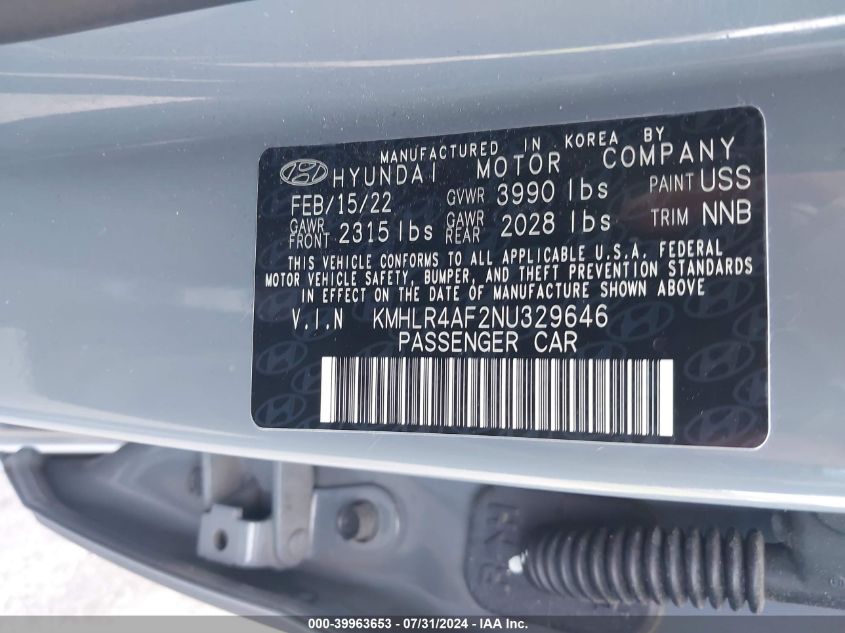 MANUFACTURED IN KOREA BY
HYUNDAI MOTOR COMPANY
FEB/15/22 GVWR 3990 lbs PAINT USS
GAWR FRONT 2315 lbs GAWR REAR 2028 lbs TRIM NNB
THIS VEHICLE CONFORMS TO ALL APPLICABLE U.S.A. FEDERAL
MOTOR VEHICLE SAFETY, BUMPER, AND THEFT PREVENTION STANDARDS
IN EFFECT ON THE DATE OF MANUFACTURE SHOWN ABOVE
V.I.N KMHLR4AF2NU329646
PASSENGER CAR
000-39963653 / 07/31/2024 - IAA Inc.